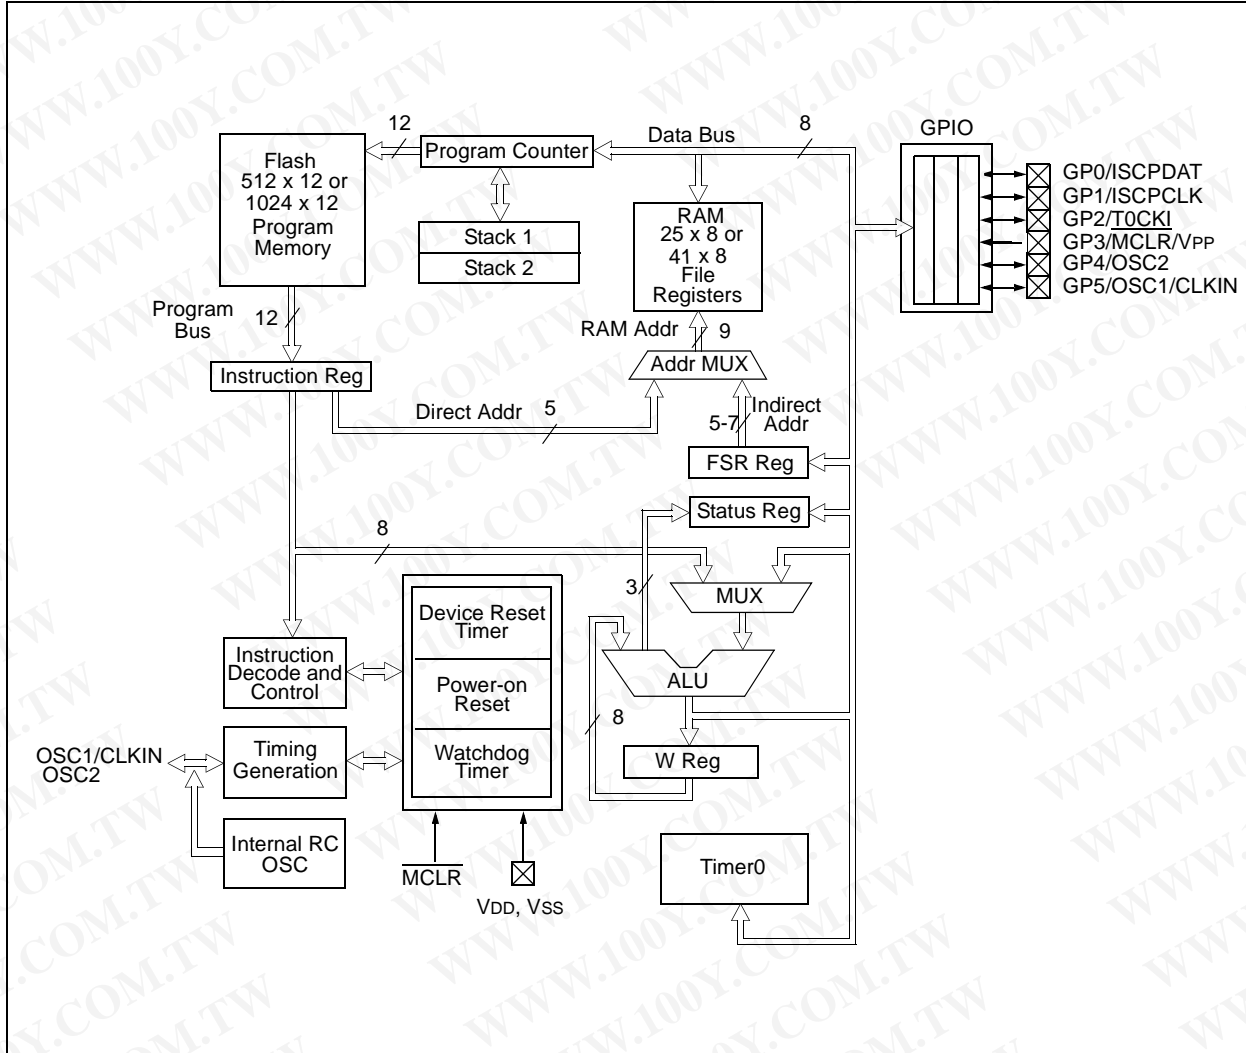 12
Program Counter
Data Bus
8
GPIO
Flash
512 x 12 or
1024 x 12
Program
Memory
Stack 1
Stack 2
RAM
25 x 8 or
41 x 8
File
Registers
GP0/ISCPDAT
GP1/ISCPCLK
GP2/T0CKI
GP3/MCLR/VPP
GP4/OSC2
GP5/OSC1/CLKIN
Program
Bus
12
RAM Addr
9
Addr MUX
Instruction Reg
Direct Addr
5
5-7
Indirect
Addr
FSR Reg
Status Reg
8
3
MUX
Device Reset
Timer
Power-on
Reset
Watchdog
Timer
Instruction
Decode and
Control
ALU
8
OSC1/CLKIN
OSC2
Timing
Generation
W Reg
Internal RC
OSC
MCLR
VDD, VSS
Timer0
WWW.100Y.COM.TW